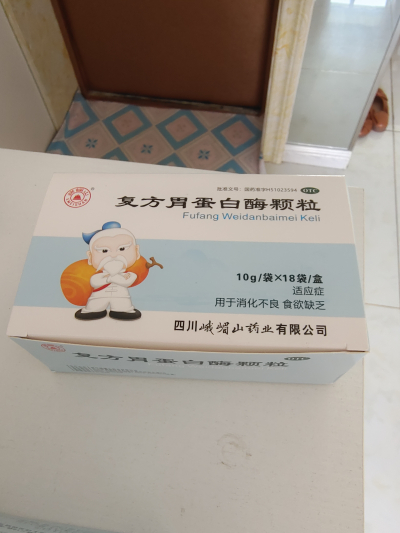 批准文号:国药准字H51023594 OTC
复方胃蛋白酶颗粒
Fufang Weidanbaimei Keli
10g/袋×18袋/盒
适应症
用于消化不良 食欲缺乏
四川峨嵋山药业有限公司
复方胃蛋白酶颗粒